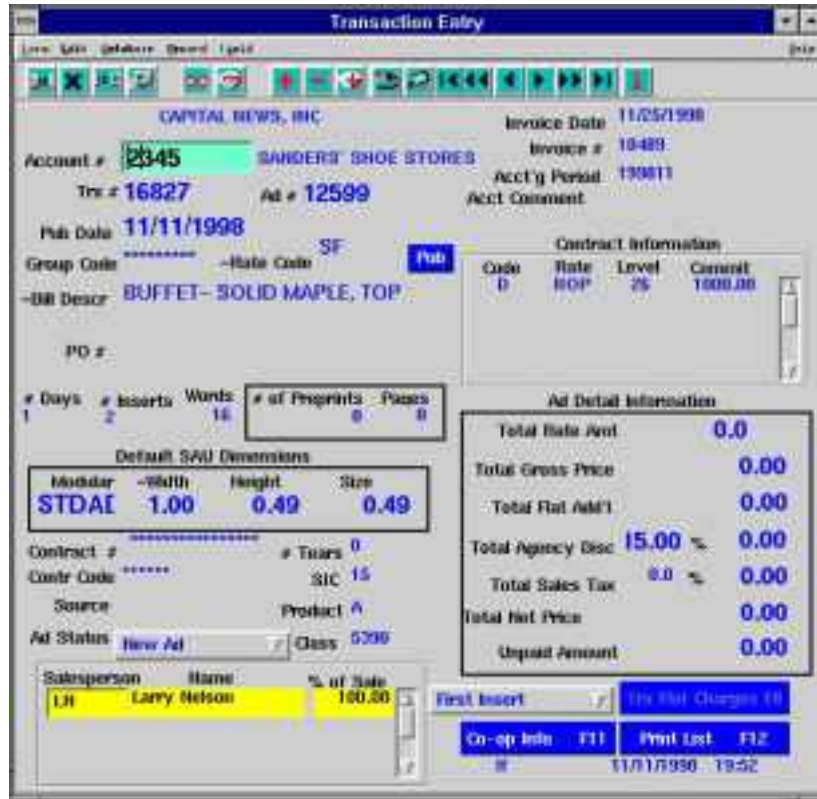 Transaction Entry
CAPITAL NEWS, INC
Invoice Date 11/25/1998
Account # 2345 SANDERS' SHOE STORES
Invoice # 10489
Trx # 16827 Ad # 12599
Acct'g Period 199811
Acct Comment
Pub Date 11/11/1998
Group Code ********* ~Rate Code SF Pub
~Bill Descr BUFFET- SOLID MAPLE, TOP
PO #
Contract Information
Code Rate Level Commit
D ROP 26 1000.00
# Days # Inserts Words # of Preprints Pages
1 2 16 0 0
Default SAU Dimensions
Modular ~Width Height Size
STDAI 1.00 0.49 0.49
Ad Detail Information
Total Rate Amt 0.0
Total Gross Price 0.00
Total Flat Add'l 0.00
Total Agency Disc 15.00 % 0.00
Total Sales Tax 0.0 % 0.00
Total Net Price 0.00
Unpaid Amount 0.00
Contract # # Tears 0
Contr Code ****** SIC 15
Source Product A
Ad Status New Ad Class
Salesperson Name % of Sale
Larry Nelson 100.00
First Insert
Co-op Info F11 Print List F12
11/11/1998 19:52